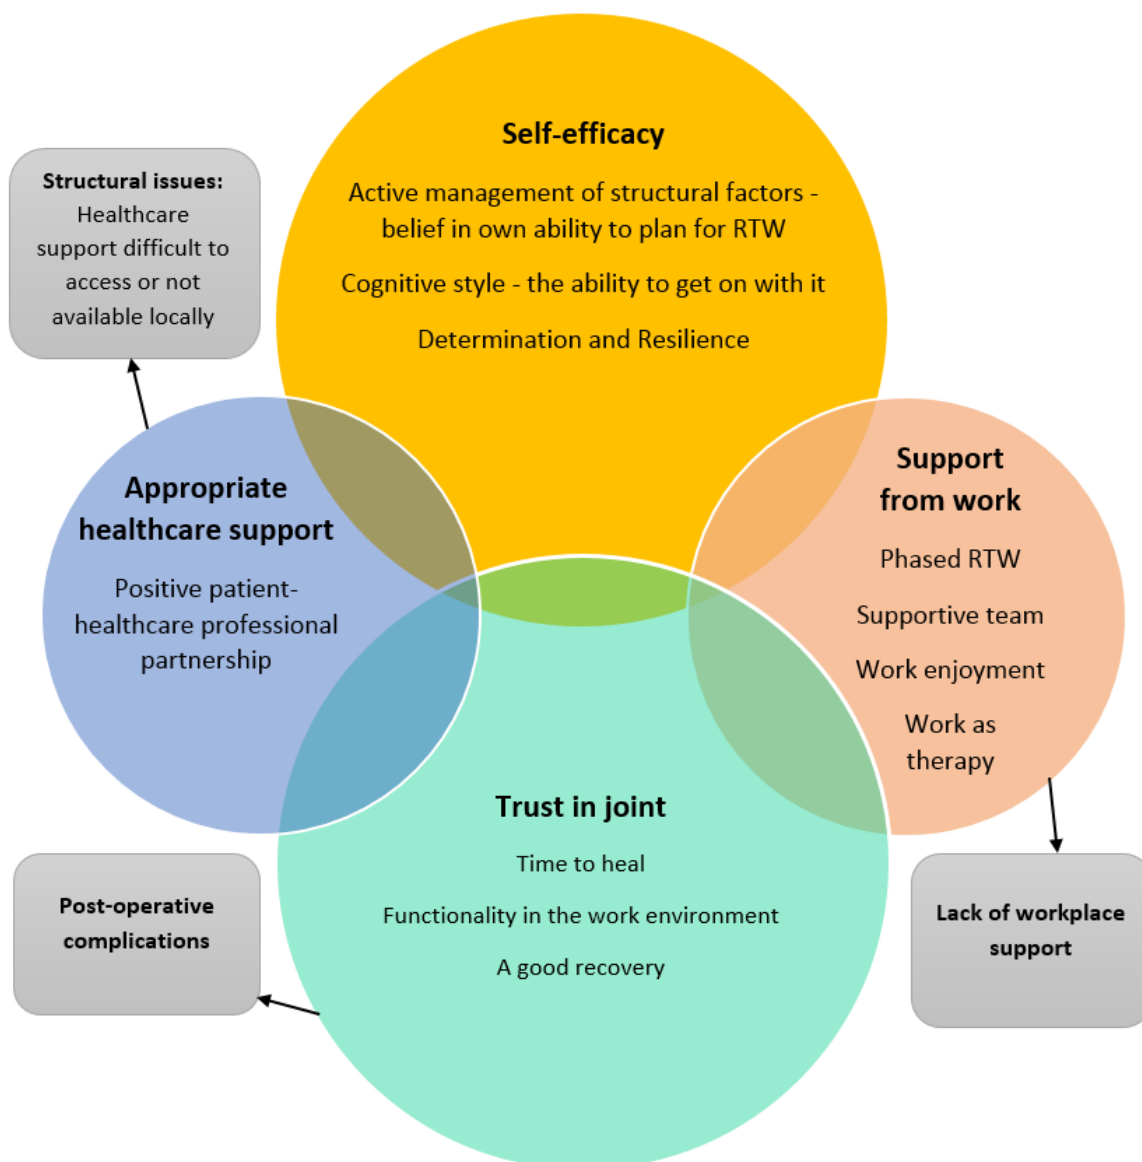 Self-efficacy
Active management of structural factors -
belief in own ability to plan for RTW
Cognitive style - the ability to get on with it
Determination and Resilience
Structural issues:
Healthcare
support difficult to
access or not
available locally
Appropriate
healthcare support
Positive patient-
healthcare professional
partnership
Support
from work
Phased RTW
Supportive team
Work enjoyment
Work as
therapy
Trust in joint
Time to heal
Functionality in the work environment
A good recovery
Post-operative
complications
Lack of workplace
support